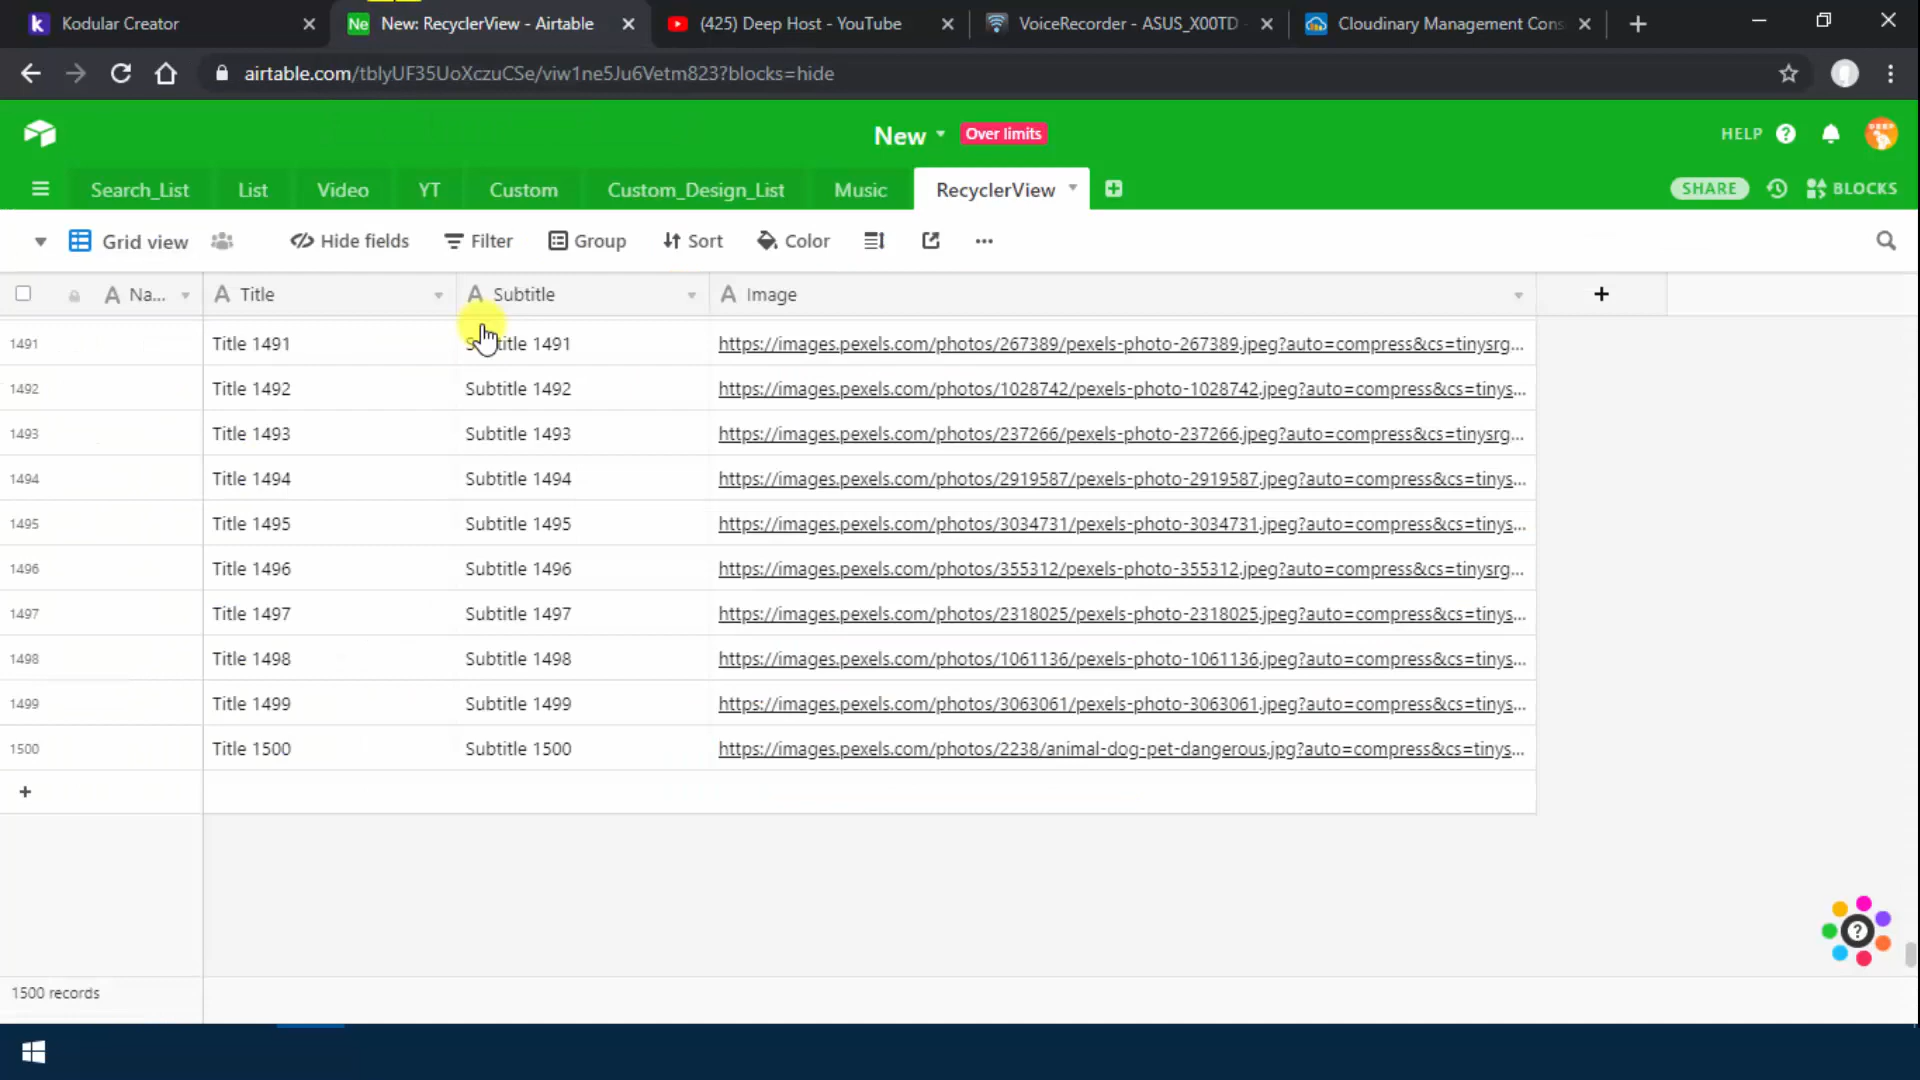 Kodular Creator
Ne New: RecyclerView - Airtable
(425) Deep Host - YouTube
VoiceRecorder - ASUS_X00TD
Cloudinary Management Cons
airtable.com/tblyUF35UoXczuCSe/viw1ne5Ju6Vetm823?blocks=hide
New Over limits
HELP
Search_List List Video YT Custom Custom_Design_List Music RecyclerView SHARE BLOCKS
Grid view Hide fields Filter Group Sort Color
A Na... A Title A Subtitle A Image
1491 Title 1491 Subtitle 1491 https://images.pexels.com/photos/267389/pexels-photo-267389.jpeg?auto=compress&cs=tinysrg...
1492 Title 1492 Subtitle 1492 https://images.pexels.com/photos/1028742/pexels-photo-1028742.jpeg?auto=compress&cs=tinys...
1493 Title 1493 Subtitle 1493 https://images.pexels.com/photos/237266/pexels-photo-237266.jpeg?auto=compress&cs=tinysrg...
1494 Title 1494 Subtitle 1494 https://images.pexels.com/photos/2919587/pexels-photo-2919587.jpeg?auto=compress&cs=tinys...
1495 Title 1495 Subtitle 1495 https://images.pexels.com/photos/3034731/pexels-photo-3034731.jpeg?auto=compress&cs=tinys...
1496 Title 1496 Subtitle 1496 https://images.pexels.com/photos/355312/pexels-photo-355312.jpeg?auto=compress&cs=tinysrg...
1497 Title 1497 Subtitle 1497 https://images.pexels.com/photos/2318025/pexels-photo-2318025.jpeg?auto=compress&cs=tinys...
1498 Title 1498 Subtitle 1498 https://images.pexels.com/photos/1061136/pexels-photo-1061136.jpeg?auto=compress&cs=tinys...
1499 Title 1499 Subtitle 1499 https://images.pexels.com/photos/3063061/pexels-photo-3063061.jpeg?auto=compress&cs=tinys...
1500 Title 1500 Subtitle 1500 https://images.pexels.com/photos/2238/animal-dog-pet-dangerous.jpg?auto=compress&cs=tinys...
1500 records